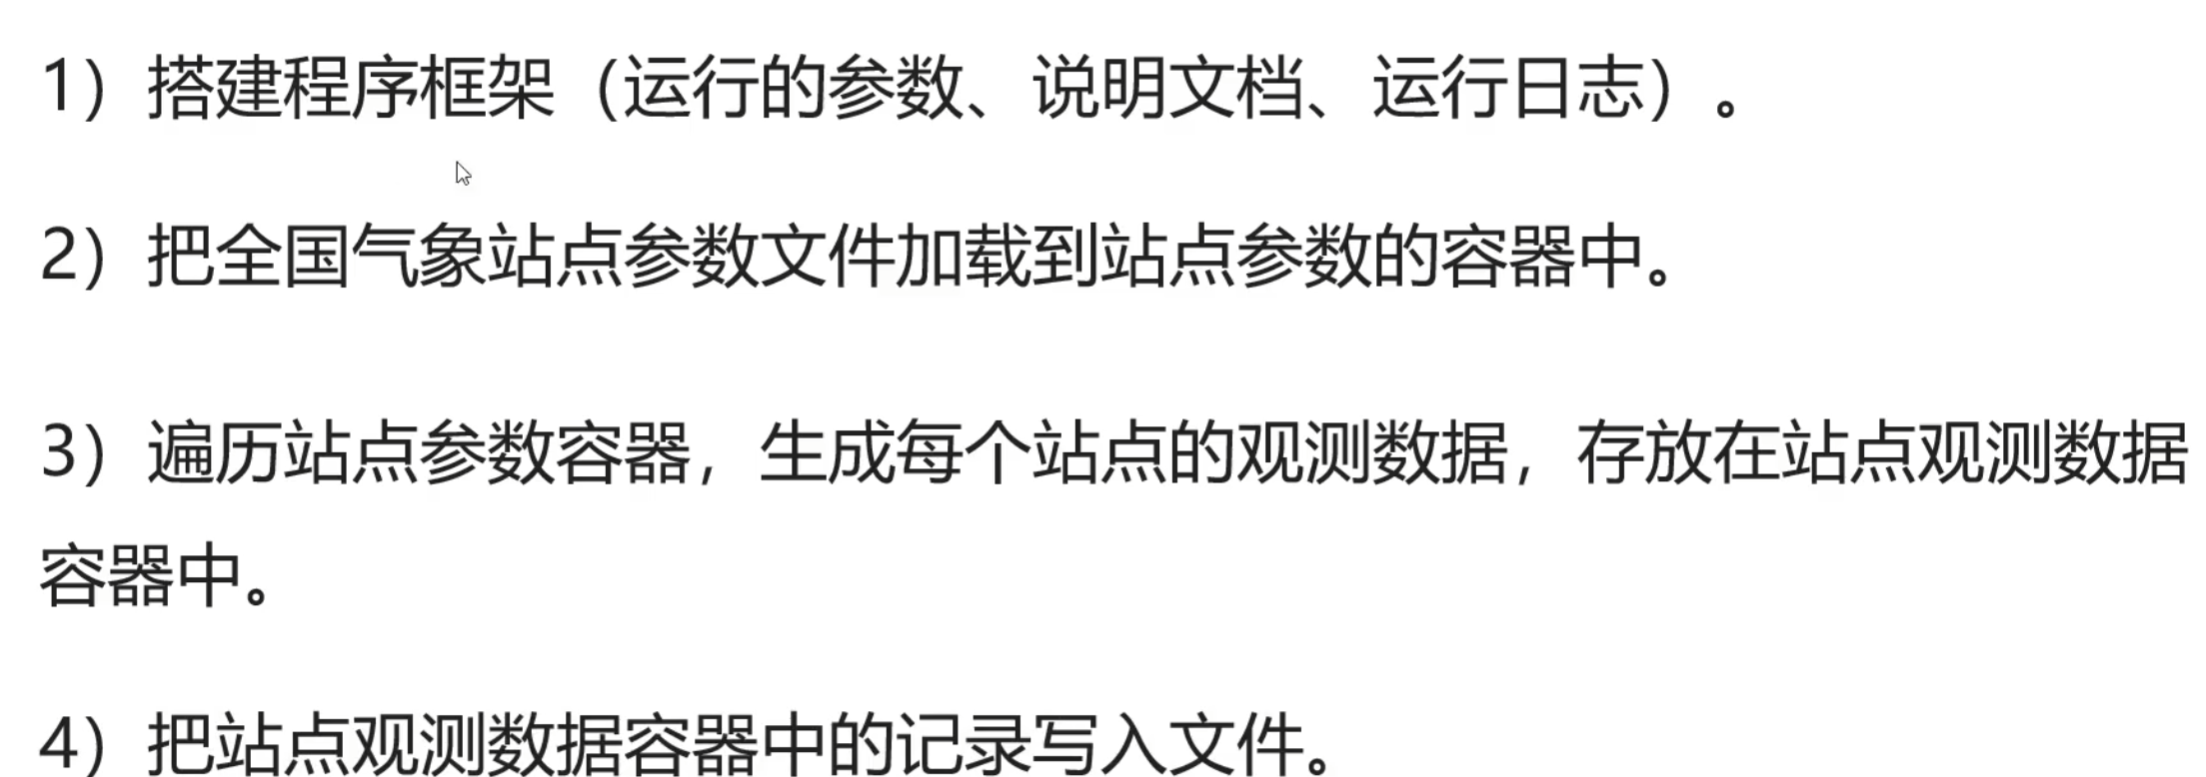 1）搭建程序框架（运行的参数、说明文档、运行日志）。
2）把全国气象站点参数文件加载到站点参数的容器中。
3）遍历站点参数容器，生成每个站点的观测数据，存放在站点观测数据
容器中。
4）把站点观测数据容器中的记录写入文件。